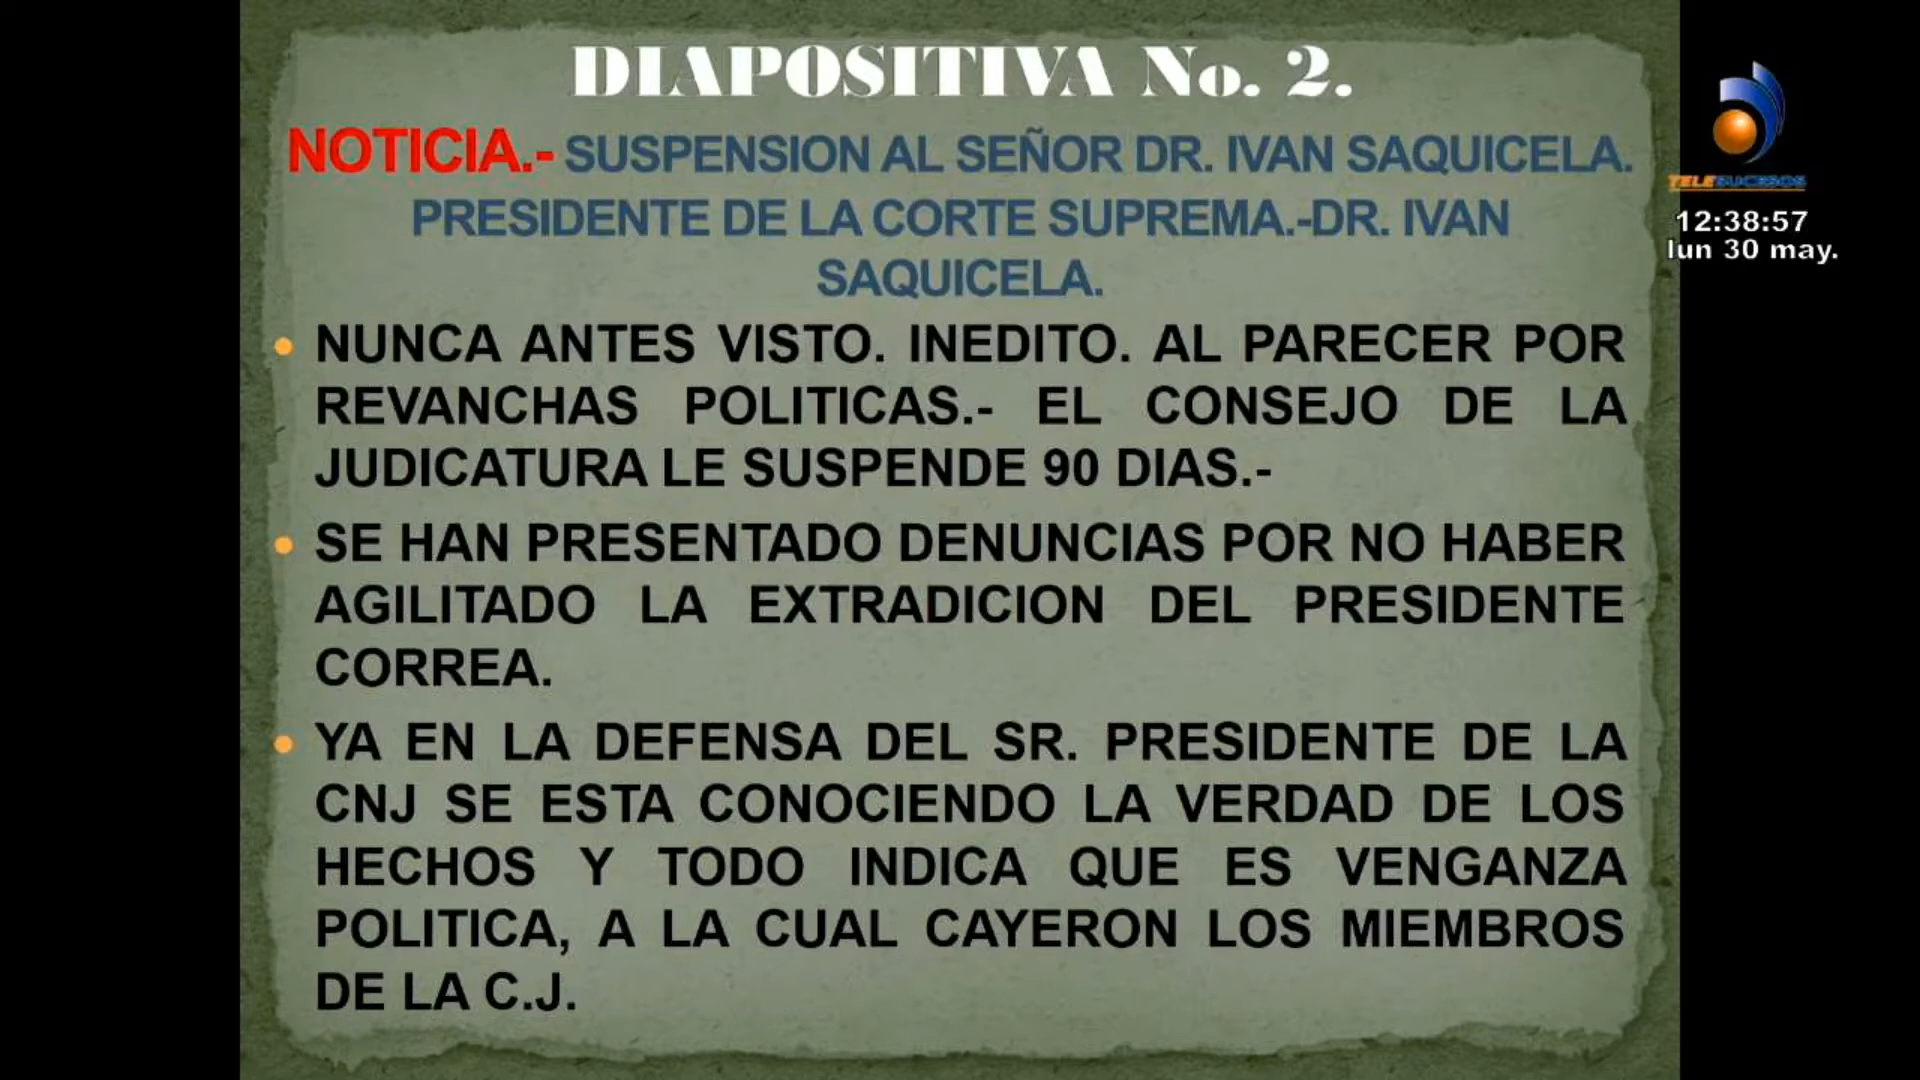 DIAPOSITIVA No. 2.
NOTICIA.- SUSPENSION AL SEÑOR DR. IVAN SAQUICELA.
PRESIDENTE DE LA CORTE SUPREMA.-DR. IVAN
SAQUICELA.
TELESUCESOS
12:38:57
lun 30 may.
• NUNCA ANTES VISTO. INEDITO. AL PARECER POR
REVANCHAS POLITICAS.- EL CONSEJO DE LA
JUDICATURA LE SUSPENDE 90 DIAS.-
• SE HAN PRESENTADO DENUNCIAS POR NO HABER
AGILITADO LA EXTRADICION DEL PRESIDENTE
CORREA.
• YA EN LA DEFENSA DEL SR. PRESIDENTE DE LA
CNJ SE ESTA CONOCIENDO LA VERDAD DE LOS
HECHOS Y TODO INDICA QUE ES VENGANZA
POLITICA, A LA CUAL CAYERON LOS MIEMBROS
DE LA C.J.